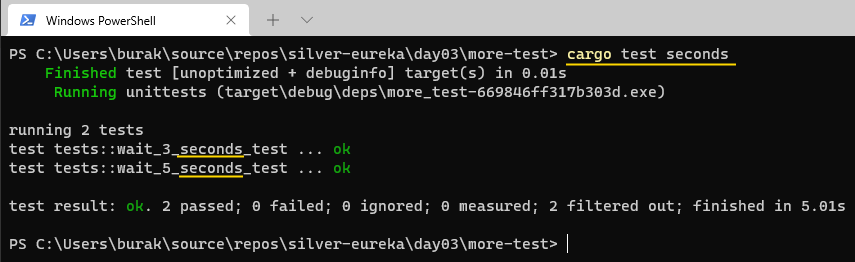 Windows PowerShell
PS C:\Users\burak\source\repos\silver-eureka\day03\more-test> cargo test seconds
    Finished test [unoptimized + debuginfo] target(s) in 0.01s
     Running unittests (target\debug\deps\more_test-669846ff317b303d.exe)
running 2 tests
test tests::wait_3_seconds_test ... ok
test tests::wait_5_seconds_test ... ok
test result: ok. 2 passed; 0 failed; 0 ignored; 0 measured; 2 filtered out; finished in 5.01s
PS C:\Users\burak\source\repos\silver-eureka\day03\more-test>